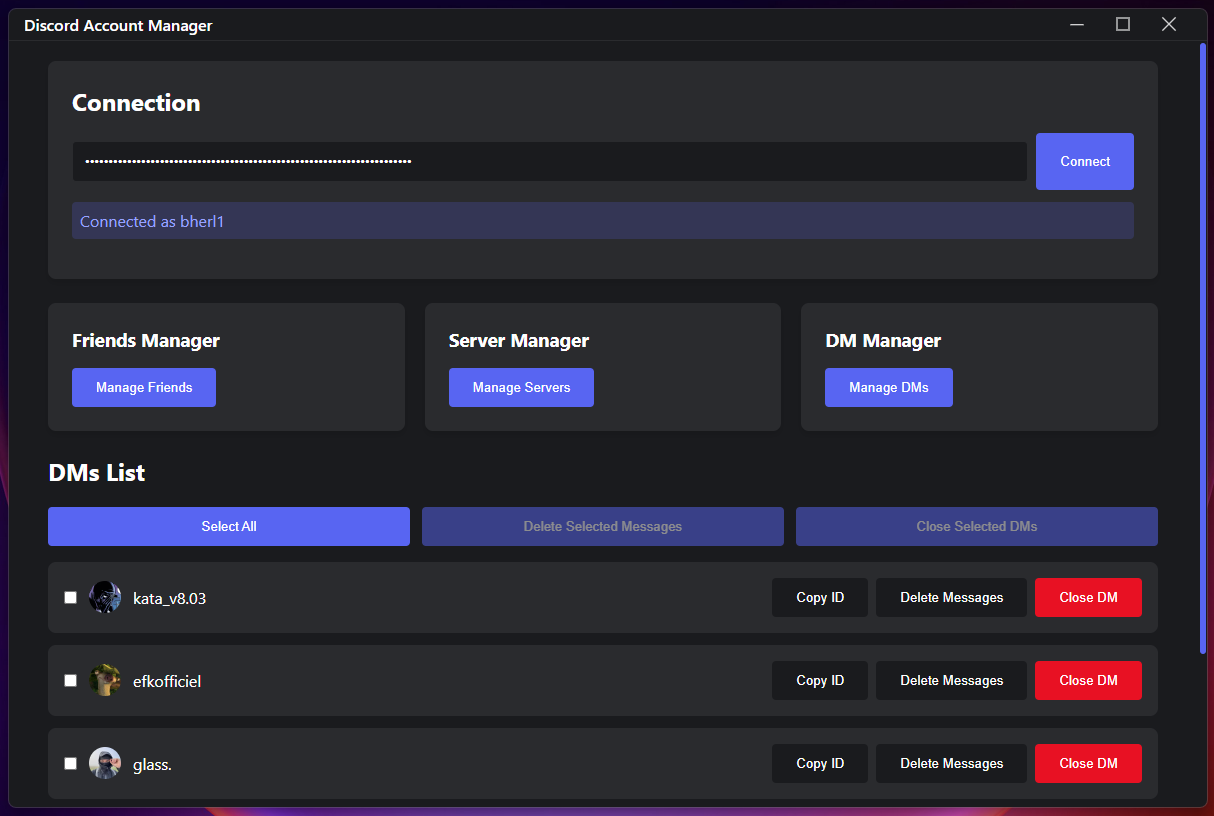 Discord Account Manager
Connection
Connect
Connected as bherl1
Friends Manager
Server Manager
DM Manager
Manage Friends
Manage Servers
Manage DMs
DMs List
Select All
Delete Selected Messages
Close Selected DMs
kata_v8.03
Copy ID
Delete Messages
Close DM
efkofficiel
Copy ID
Delete Messages
Close DM
glass.
Copy ID
Delete Messages
Close DM